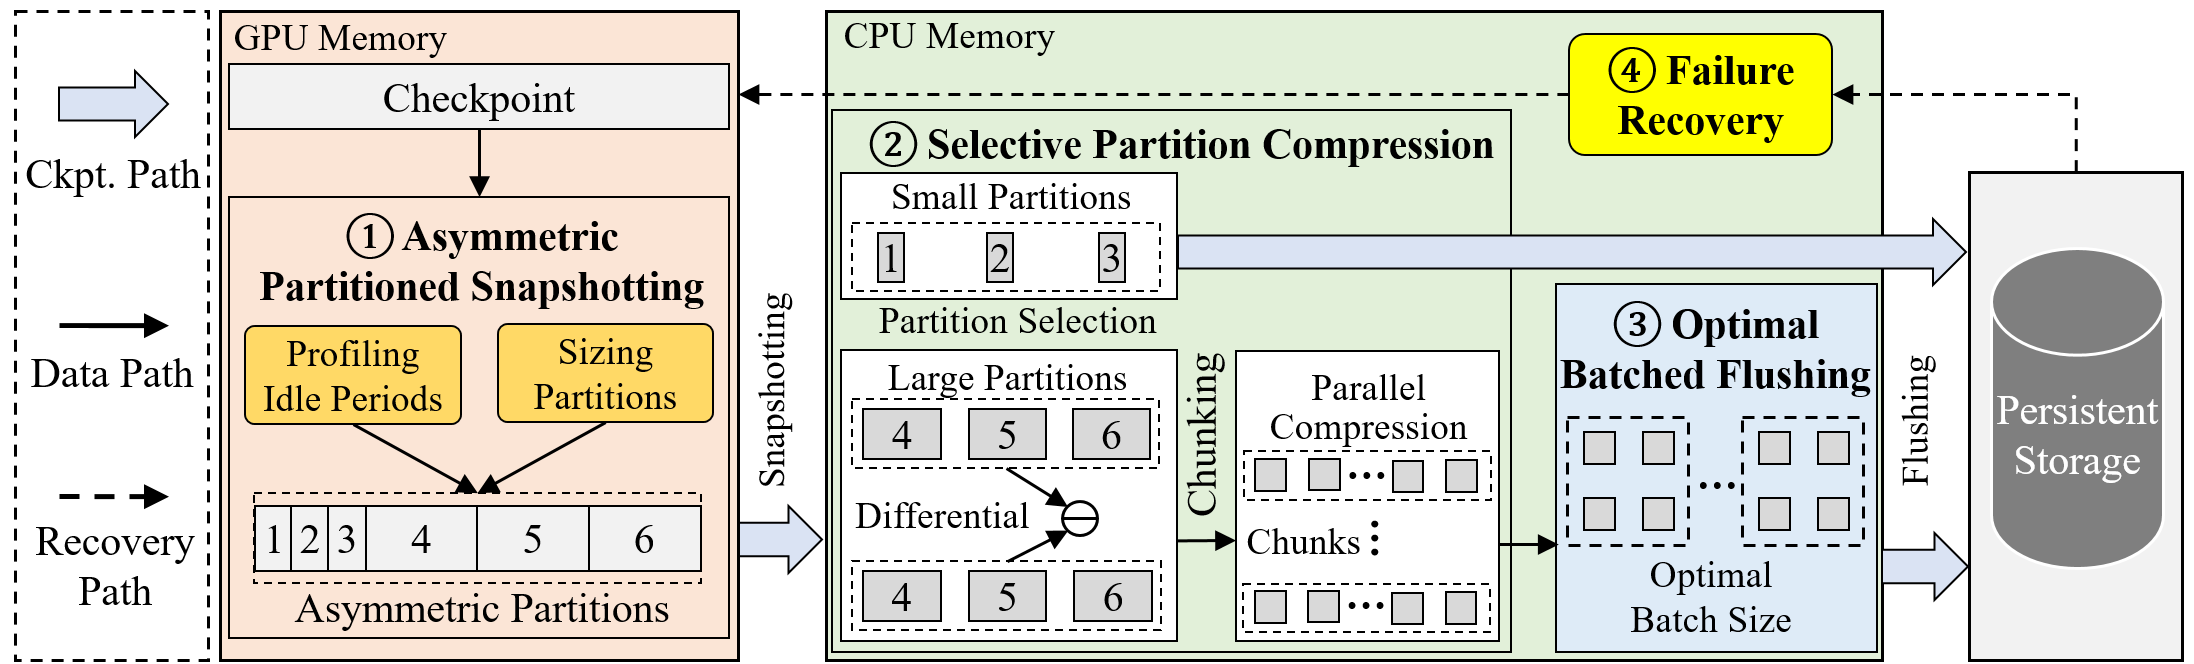 Ckpt. Path
Data Path
Recovery
Path
GPU Memory
Checkpoint
① Asymmetric
Partitioned Snapshotting
Profiling
Idle Periods
Sizing
Partitions
1 2 3 4 5 6
Asymmetric Partitions
Snapshotting
CPU Memory
② Selective Partition Compression
Small Partitions
1 2 3
Partition Selection
Large Partitions
4 5 6
Differential
4 5 6
Chunking
Parallel
Compression
...
Chunks
...
③ Optimal
Batched Flushing
...
Optimal
Batch Size
④ Failure
Recovery
Flushing
Persistent
Storage